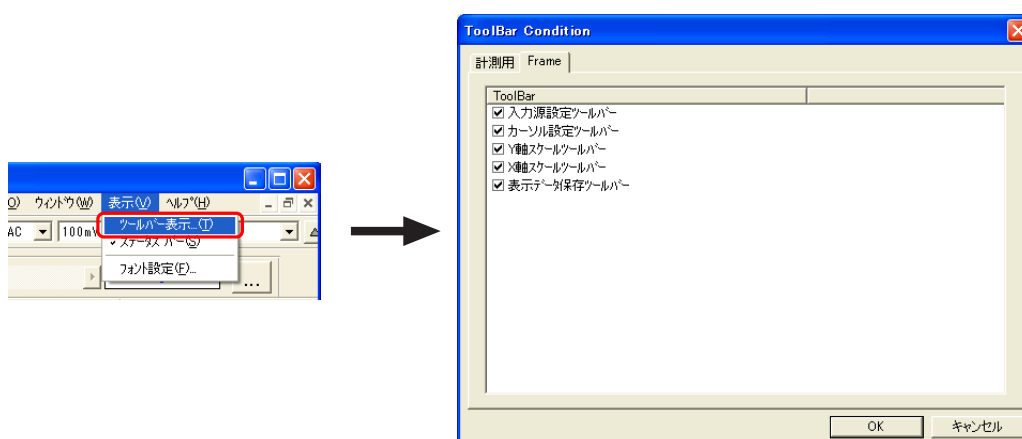 O) ウィンドウ(W) 表示(V) ヘルプ(H)
AC 100m
ツールバー表示...(T)
ステータス バー(S)
フォント設定(F)...
...
ToolBar Condition
計測用 Frame
ToolBar
入力源設定ツールバー
カーソル設定ツールバー
Y軸スケールツールバー
X軸スケールツールバー
表示データ保存ツールバー
OK キャンセル